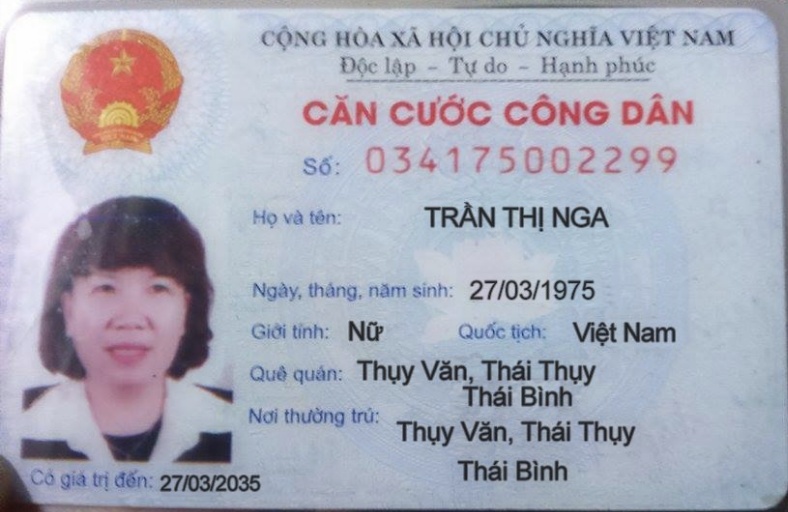 CỘNG HÒA XÃ HỘI CHỦ NGHĨA VIỆT NAM
Độc lập - Tự do - Hạnh phúc
CĂN CƯỚC CÔNG DÂN
Số: 034175002299
Họ và tên: TRẦN THỊ NGA
Ngày, tháng, năm sinh: 27/03/1975
Giới tính: Nữ Quốc tịch: Việt Nam
Quê quán: Thụy Văn, Thái Thụy
Thái Bình
Nơi thường trú: Thụy Văn, Thái Thụy
Thái Bình
Có giá trị đến: 27/03/2035